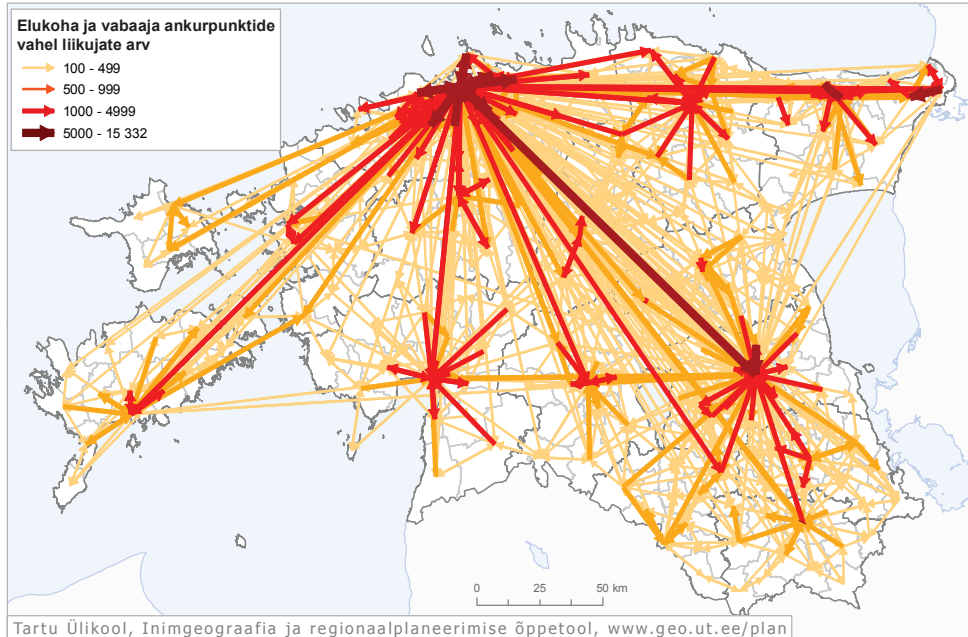 Elukoha ja vabaaja ankurpunktide
vahel liikujate arv
100 - 499
500 - 999
1000 - 4999
5000 - 15 332
0 25 50 km
Tartu Ülikool, Inimgeograafia ja regionaalplaneerimise õppetool, www.geo.ut.ee/plan